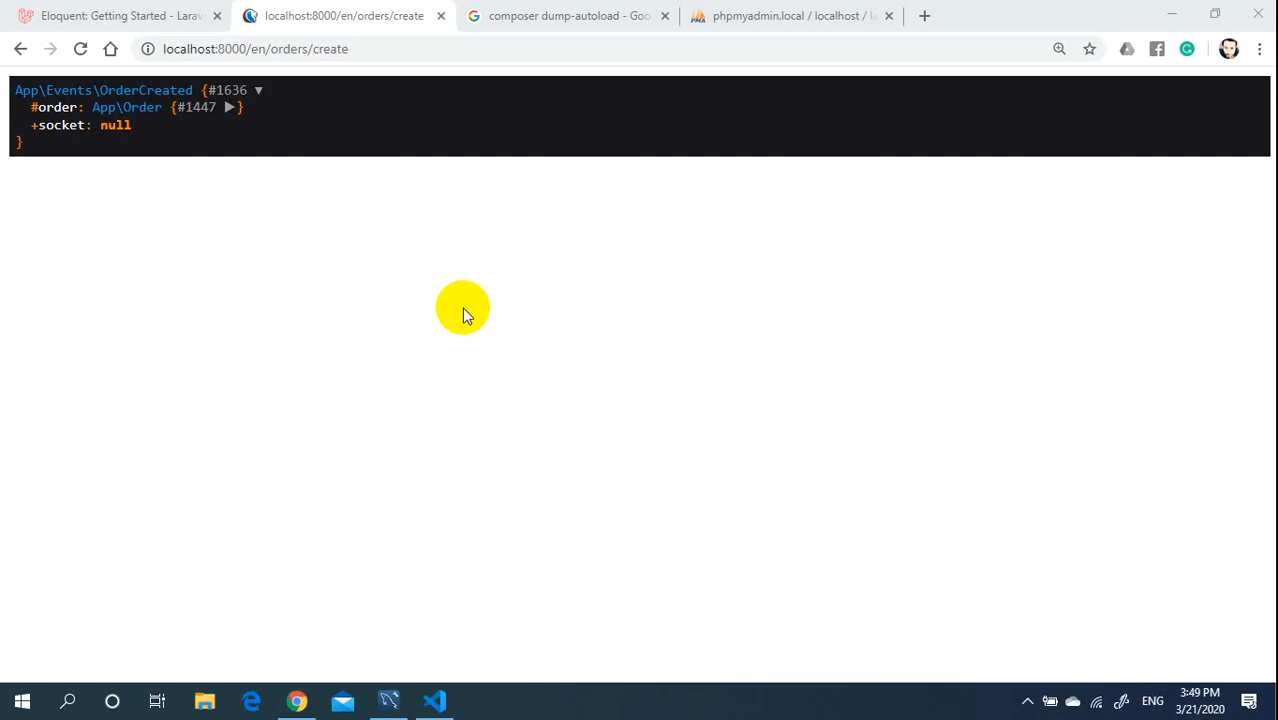 Eloquent: Getting Started - Larav
localhost:8000/en/orders/create
composer dump-autoload - Goo
phpmyadmin.local / localhost / la
localhost:8000/en/orders/create
App\Events\OrderCreated {#1636 ▼
#order: App\Order {#1447 ▶}
+socket: null
}
ENG
3:49 PM
3/21/2020